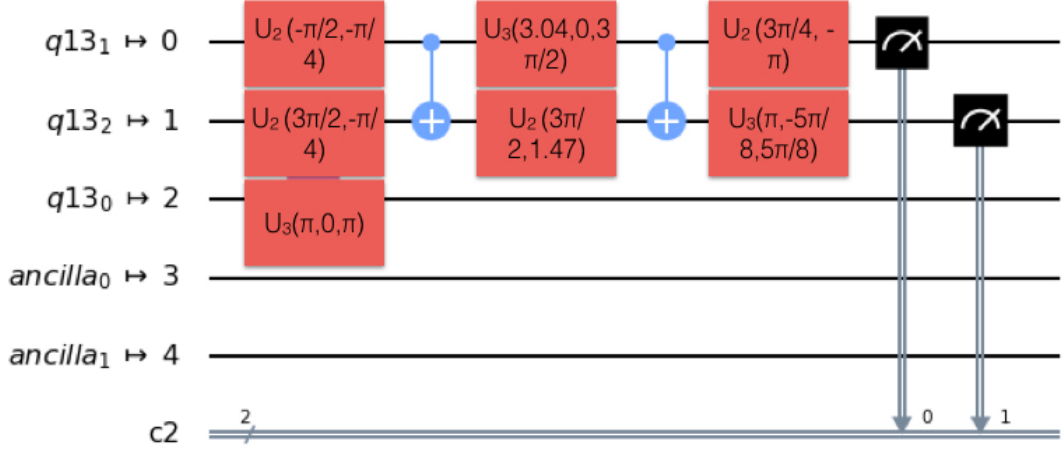 q13₁ ↦ 0
U₂(-π/2,-π/
4)
U₃(3.04,0,3
π/2)
U₂(3π/4, -
π)
q13₂ ↦ 1
U₂(3π/2,-π/
4)
U₂(3π/
2,1.47)
U₃(π,-5π/
8,5π/8)
q13₀ ↦ 2
U₃(π,0,π)
ancilla₀ ↦ 3
ancilla₁ ↦ 4
c2
2
0
1